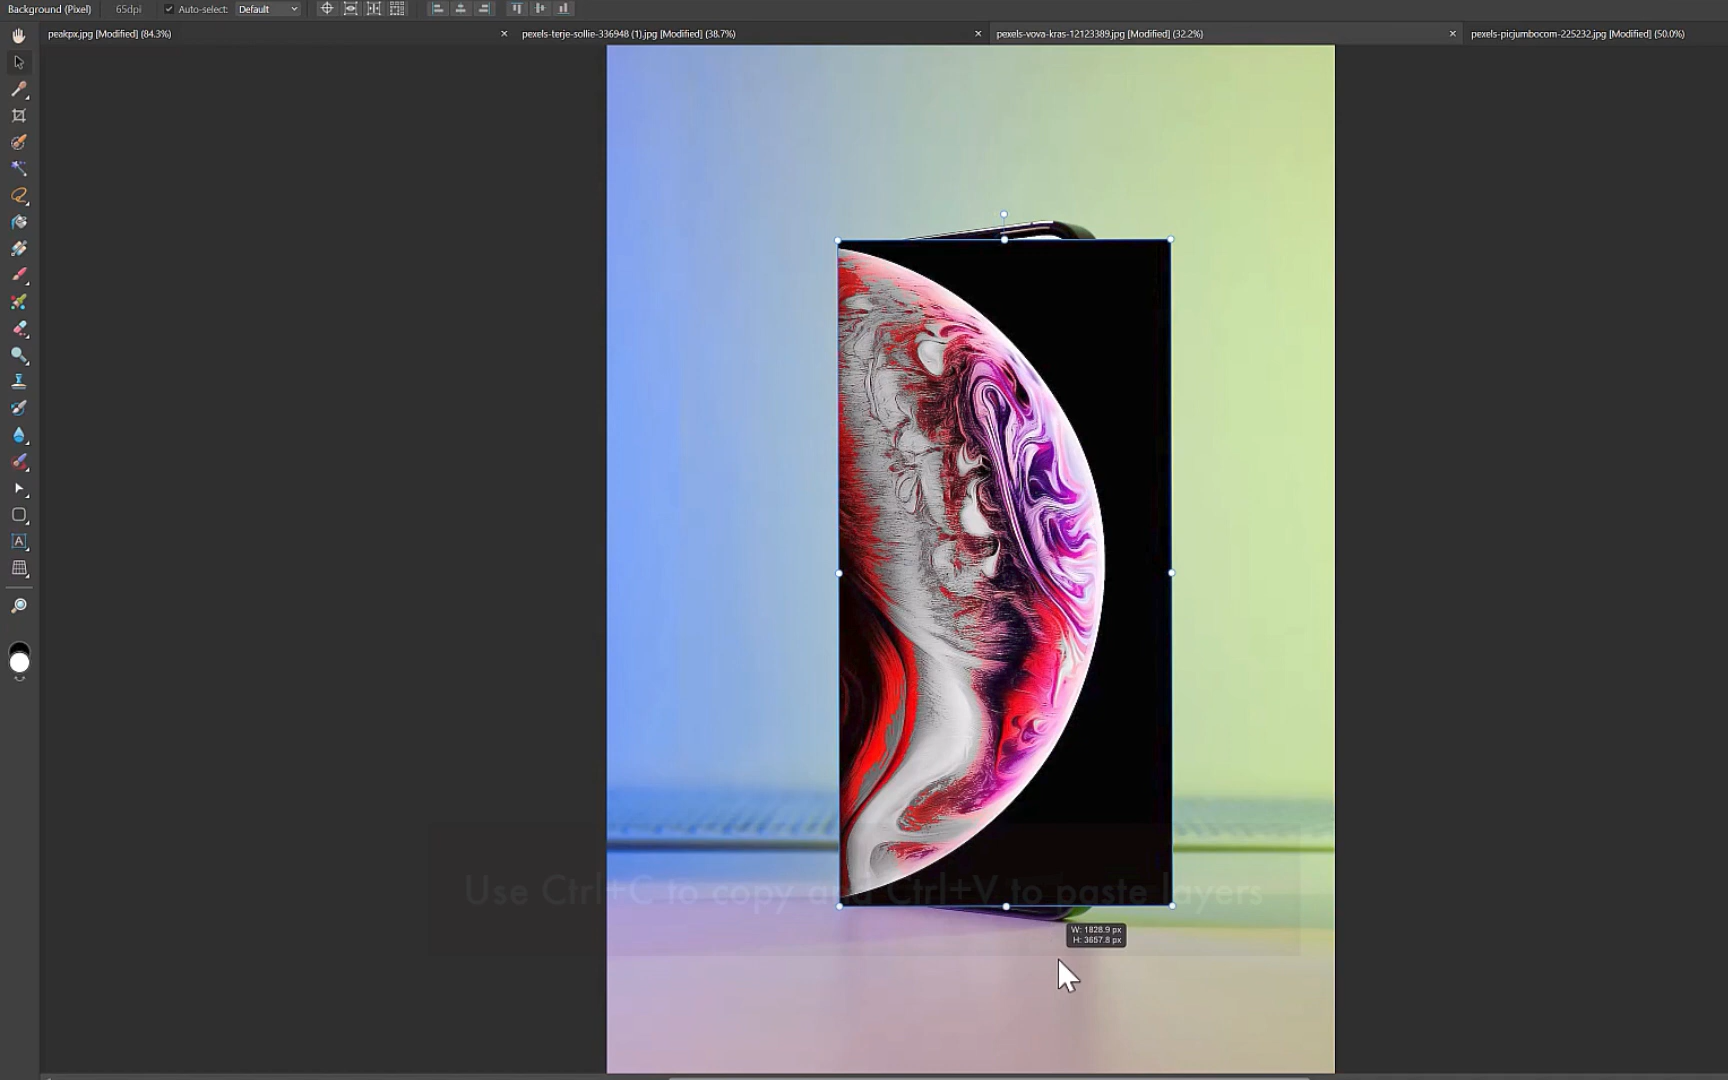 Background (Pixel) 65dpi Auto-select: Default
peakpx.jpg [Modified] (84.3%) pexels-terje-sollie-336948 (1).jpg [Modified] (38.7%) pexels-vova-kras-12123389.jpg [Modified] (32.2%) pexels-picjumbocom-225232.jpg [Modified] (50.0%)
A
Use Ctrl+C to copy and Ctrl+V to paste layers
W: 1828.9 px
H: 3657.8 px